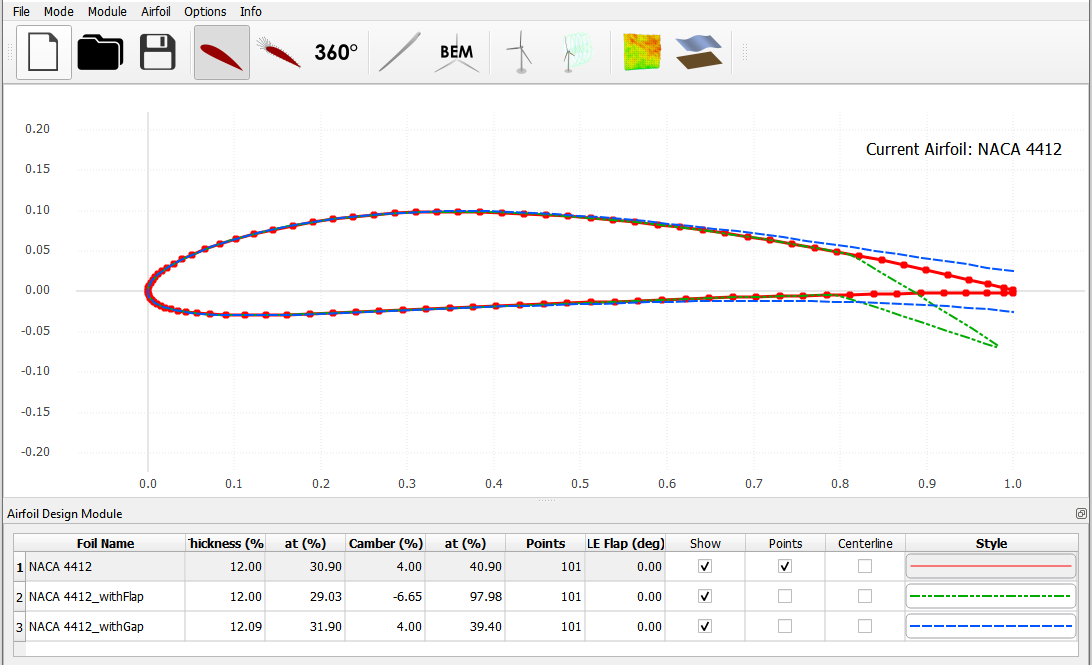 File Mode Module Airfoil Options Info
360° BEM
0.20
Current Airfoil: NACA 4412
0.15
0.10
0.05
0.00
-0.05
-0.10
-0.15
-0.20
0.0 0.1 0.2 0.3 0.4 0.5 0.6 0.7 0.8 0.9 1.0
Airfoil Design Module
Foil Name Thickness (% at (%) Camber (%) at (%) Points LE Flap (deg) Show Points Centerline Style
1 NACA 4412 12.00 30.90 4.00 40.90 101 0.00
2 NACA 4412_withFlap 12.00 29.03 -6.65 97.98 101 0.00
3 NACA 4412_withGap 12.09 31.90 4.00 39.40 101 0.00